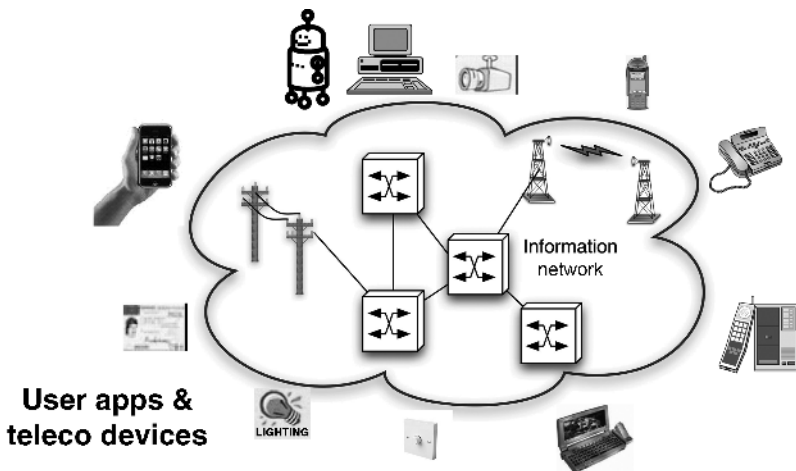 Information
network
User apps &
teleco devices
LIGHTING